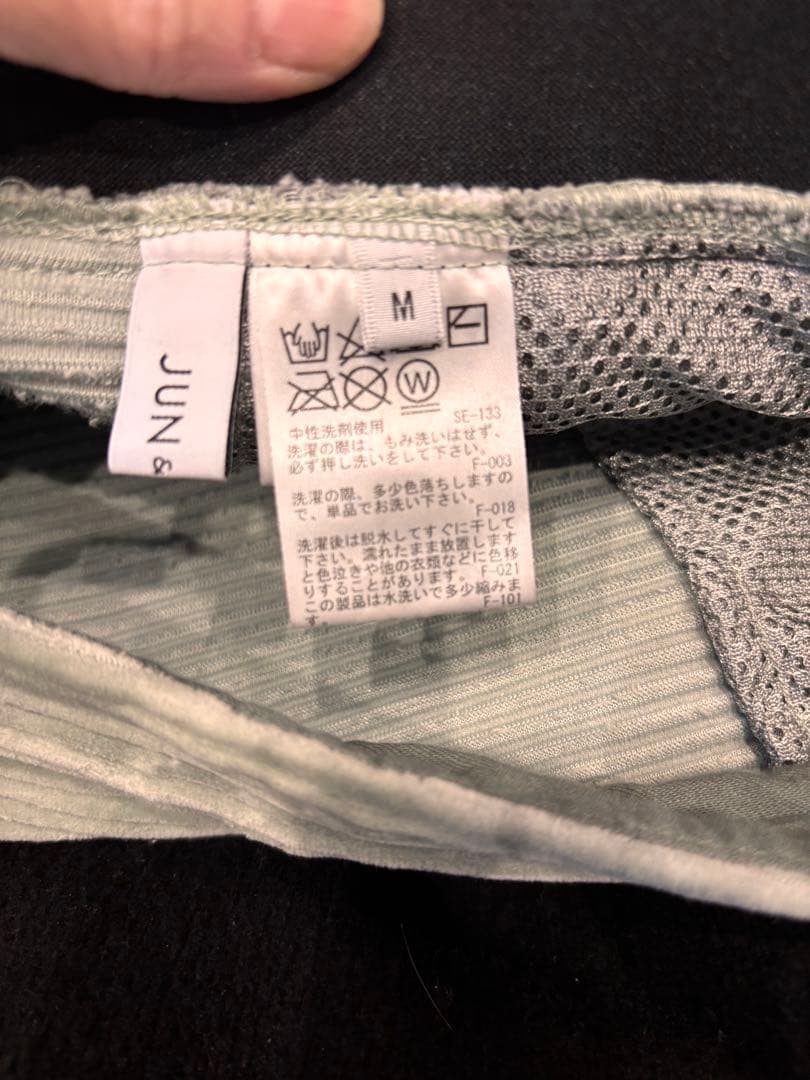 JUN &
M
W
中性洗剤使用 SE-133
洗濯の際は、もみ洗いはせず、
必ず押し洗いをして下さい。
F-003
洗濯の際、多少色落ちしますの
で、単品でお洗い下さい。
F-018
洗濯後は脱水してすぐに干して
下さい。濡れたまま放置します
と色泣きや他の衣類などに色移
りすることがあります。 F-021
この製品は水洗いで多少縮みま
す。 F-101